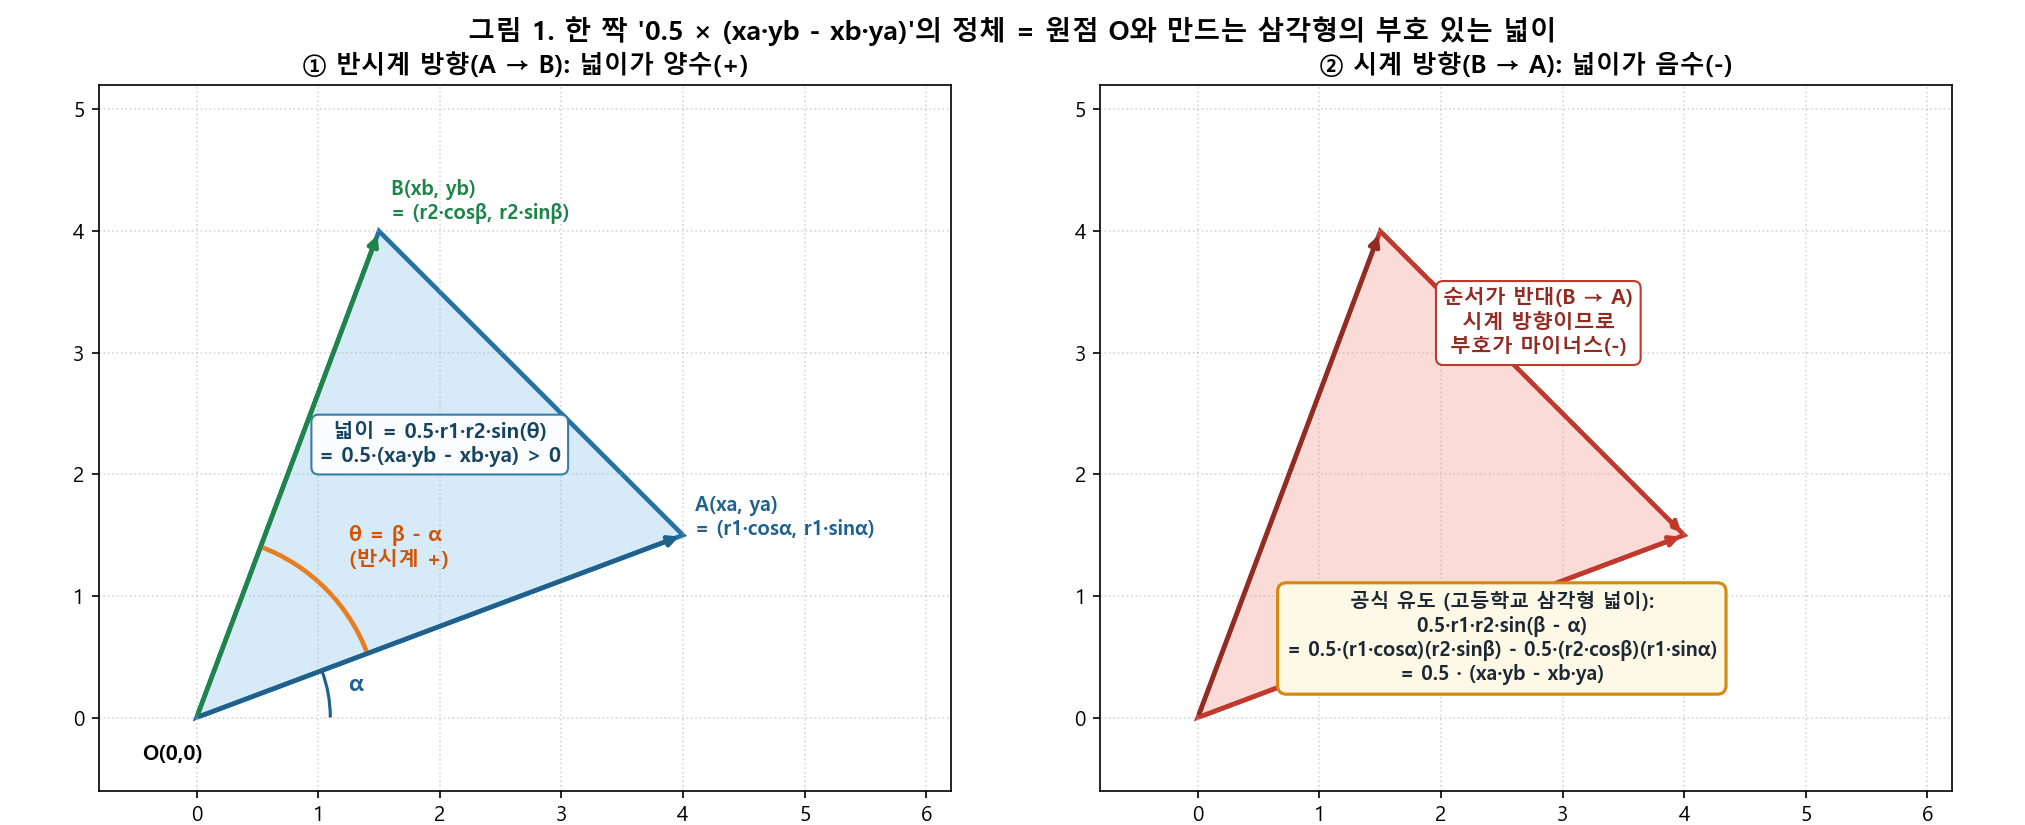 그림 1. 한 짝 '0.5 × (xa·yb - xb·ya)'의 정체 = 원점 O와 만드는 삼각형의 부호 있는 넓이
① 반시계 방향(A → B): 넓이가 양수(+)
5
4
3
2
1
0
0
1
2
3
4
5
6
B(xb, yb)
= (r2·cosβ, r2·sinβ)
넓이 = 0.5·r1·r2·sin(θ)
= 0.5·(xa·yb - xb·ya) > 0
A(xa, ya)
= (r1·cosα, r1·sinα)
θ = β - α
(반시계 +)
α
O(0,0)
② 시계 방향(B → A): 넓이가 음수(-)
5
4
3
2
1
0
0
1
2
3
4
5
6
순서가 반대(B → A)
시계 방향이므로
부호가 마이너스(-)
공식 유도 (고등학교 삼각형 넓이):
0.5·r1·r2·sin(β - α)
= 0.5·(r1·cosα)(r2·sinβ) - 0.5·(r2·cosβ)(r1·sinα)
= 0.5 · (xa·yb - xb·ya)